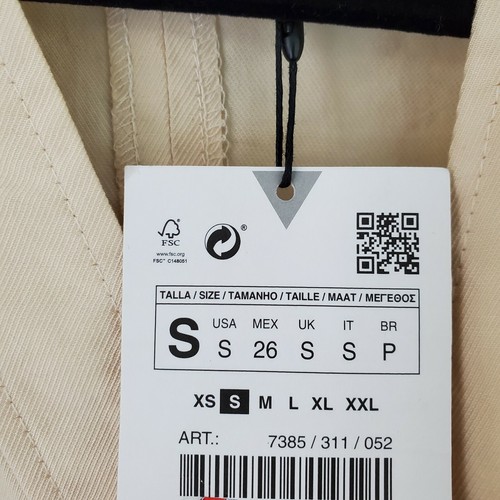 FSC
www.fsc.org
FSC™ C148051
®
TALLA / SIZE / TAMANHO / TAILLE / MAAT / ΜΕΓΕΘΟΣ
S
USA MEX UK IT BR
S 26 S S P
XS S M L XL XXL
ART.: 7385 / 311 / 052